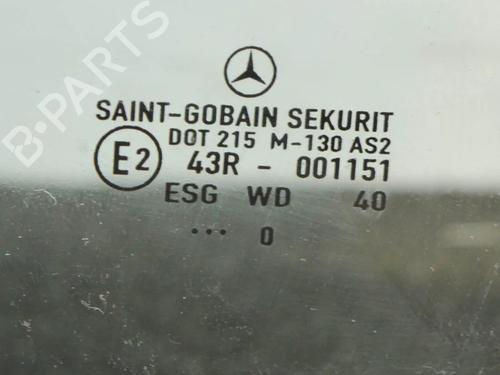 B-PARTS
SAINT-GOBAIN SEKURIT
DOT 215 M-130 AS2
E2 43R - 001151
ESG WD 40
... 0